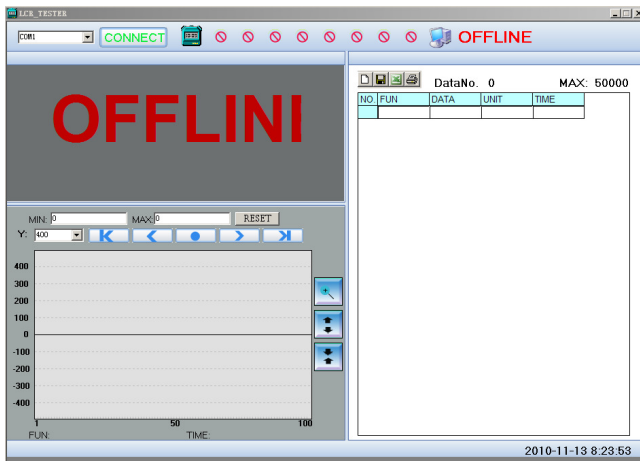 LCR_TESTER
COM1 CONNECT OFFLINE
OFFLINE
DataNo. 0 MAX: 50000
NO. FUN DATA UNIT TIME
MIN: 0 MAX: 0 RESET
Y: 400
400
300
200
100
0
-100
-200
-300
-400
1 50 100
FUN: TIME:
2010-11-13 8:23:53